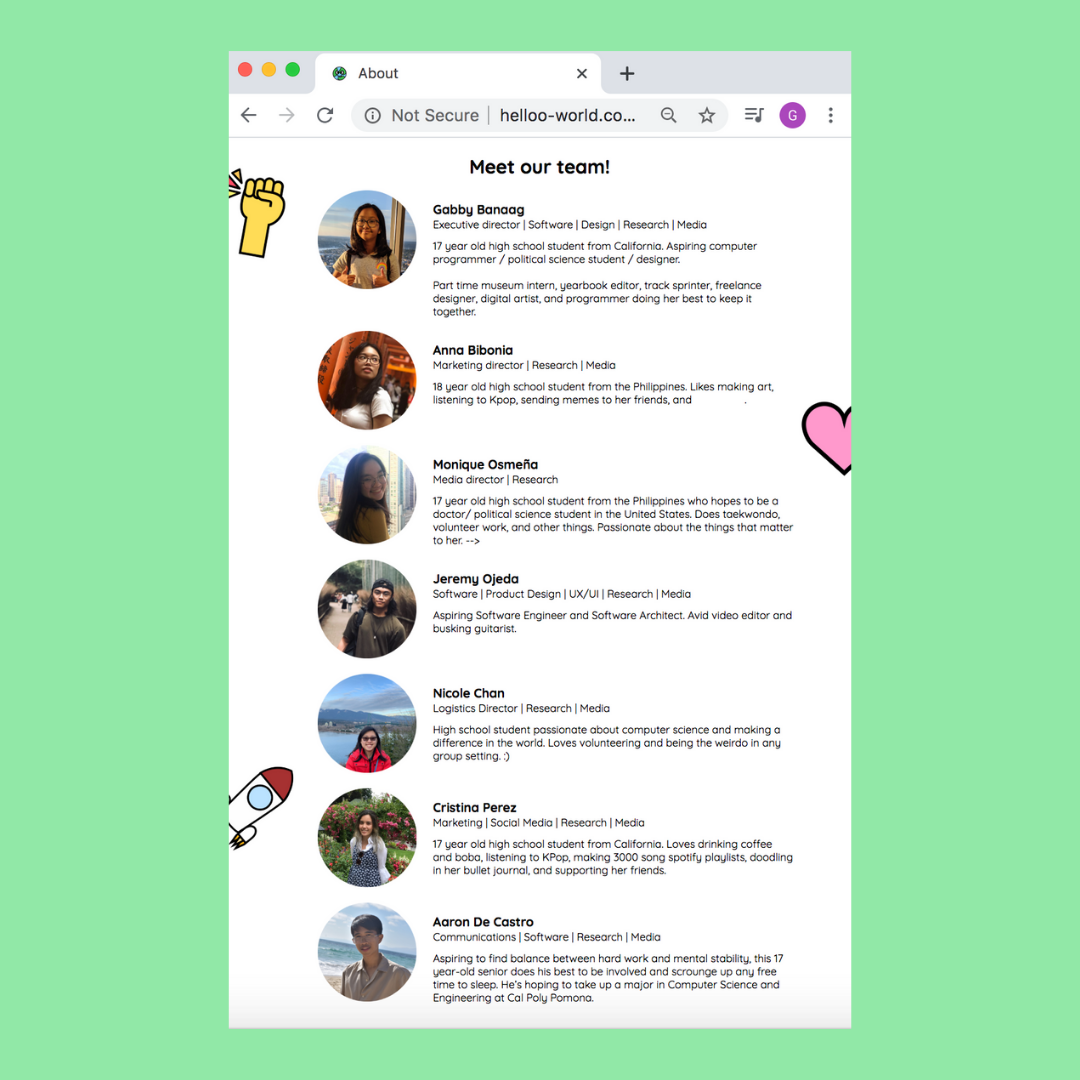 About
Not Secure | helloo-world.co...
G
Meet our team!
Gabby Banaag
Executive director | Software | Design | Research | Media
17 year old high school student from California. Aspiring computer
programmer / political science student / designer.
Part time museum intern, yearbook editor, track sprinter, freelance
designer, digital artist, and programmer doing her best to keep it
together.
Anna Bibonia
Marketing director | Research | Media
18 year old high school student from the Philippines. Likes making art,
listening to Kpop, sending memes to her friends, and .
Monique Osmeña
Media director | Research
17 year old high school student from the Philippines who hopes to be a
doctor/ political science student in the United States. Does taekwondo,
volunteer work, and other things. Passionate about the things that matter
to her. -->
Jeremy Ojeda
Software | Product Design | UX/UI | Research | Media
Aspiring Software Engineer and Software Architect. Avid video editor and
busking guitarist.
Nicole Chan
Logistics Director | Research | Media
High school student passionate about computer science and making a
difference in the world. Loves volunteering and being the weirdo in any
group setting. :)
Cristina Perez
Marketing | Social Media | Research | Media
17 year old high school student from California. Loves drinking coffee
and boba, listening to KPop, making 3000 song spotify playlists, doodling
in her bullet journal, and supporting her friends.
Aaron De Castro
Communications | Software | Research | Media
Aspiring to find balance between hard work and mental stability, this 17
year-old senior does his best to be involved and scrounge up any free
time to sleep. He's hoping to take up a major in Computer Science and
Engineering at Cal Poly Pomona.